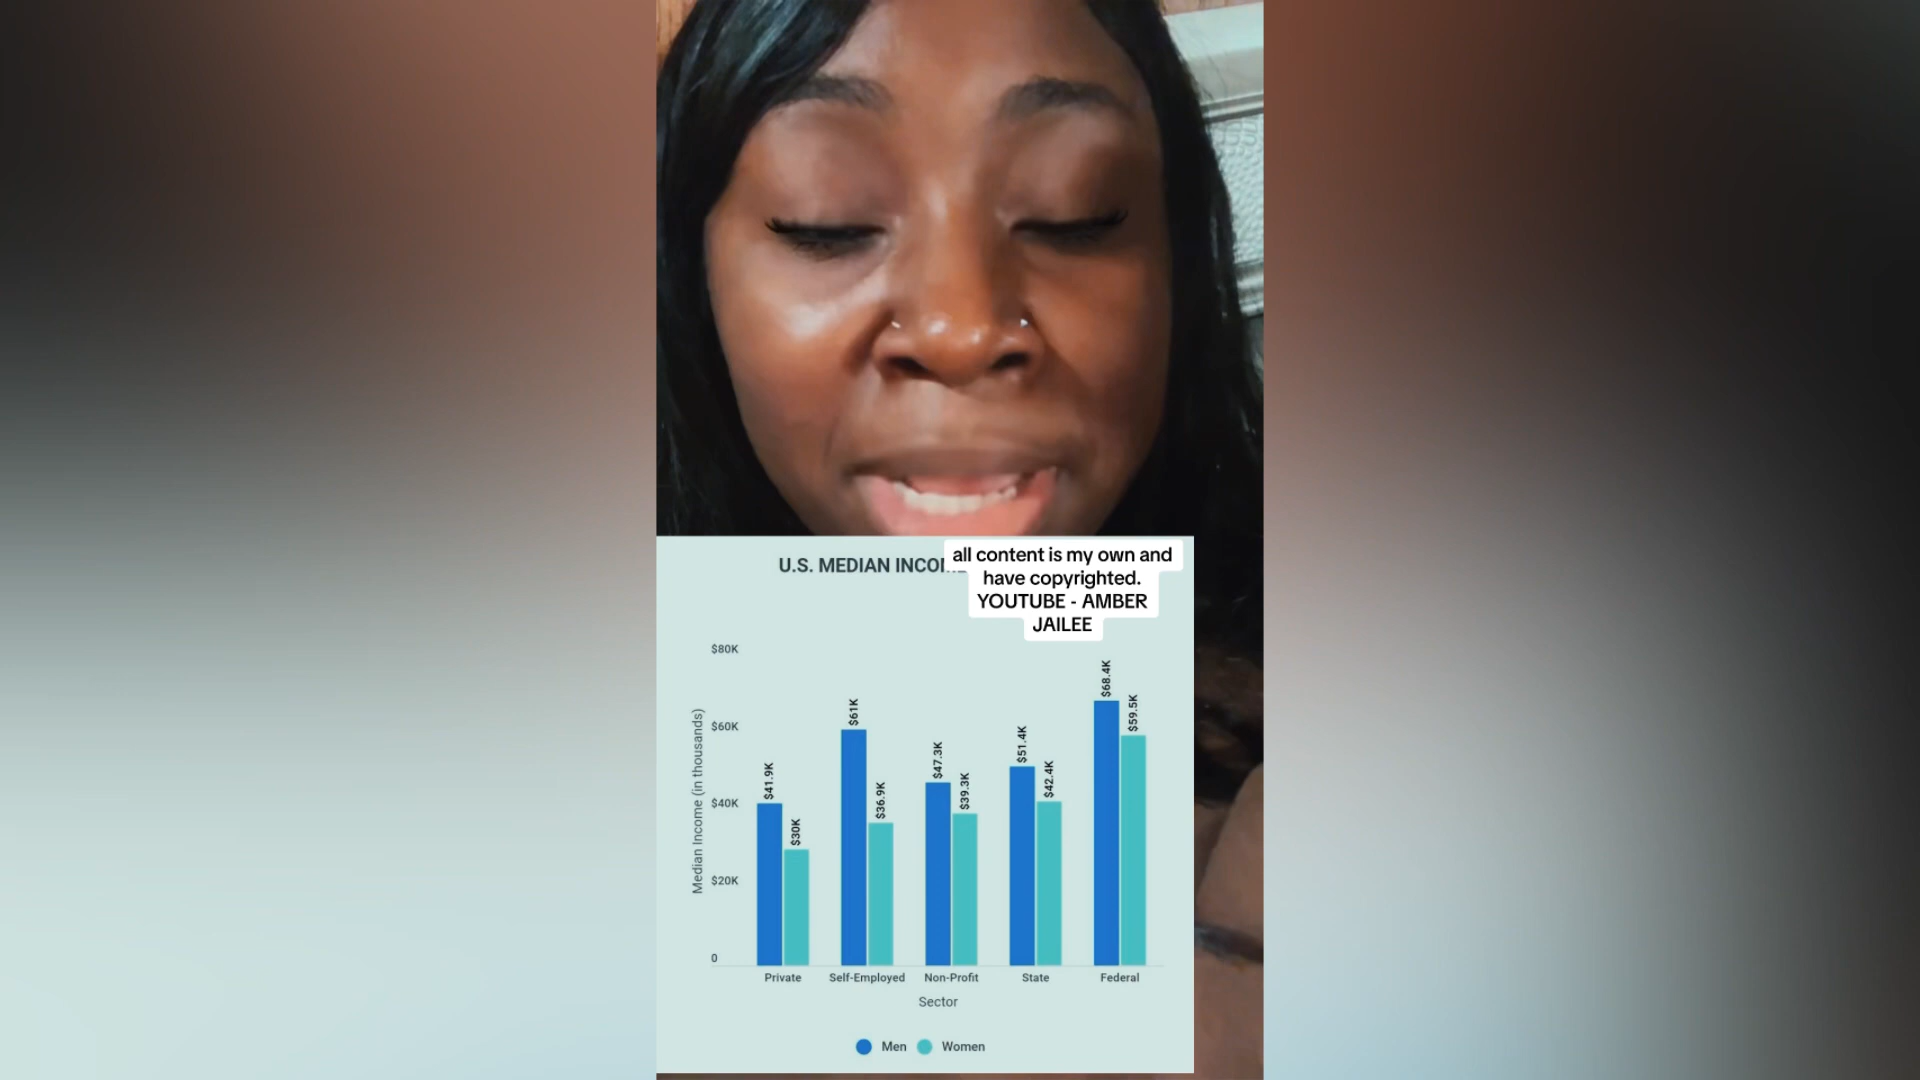 U.S. MEDIAN INCOM
all content is my own and
have copyrighted.
YOUTUBE - AMBER
JAILEE
$80K
$60K
$40K
$20K
0
Median Income (in thousands)
$41.9K
$30K
$61K
$36.9K
$47.3K
$39.3K
$51.4K
$42.4K
$68.4K
$59.5K
Private
Self-Employed
Non-Profit
State
Federal
Sector
Men
Women